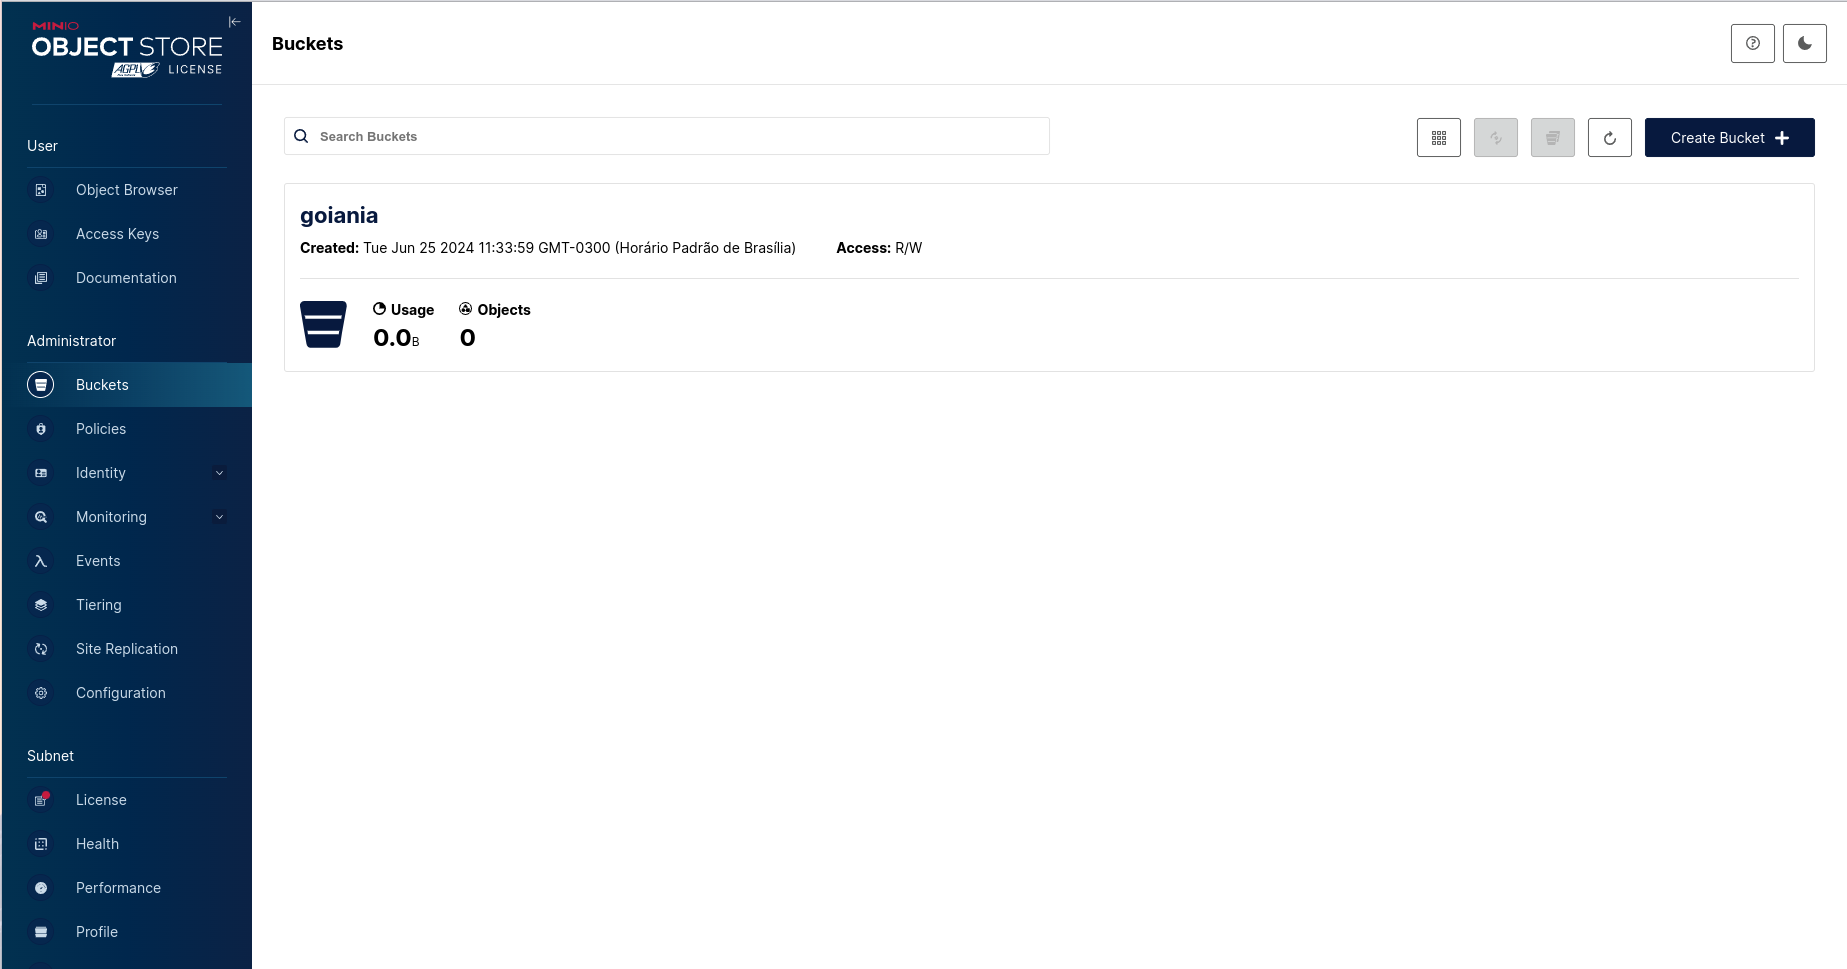 MINIO
OBJECT STORE
AGPL LICENSE
User
Object Browser
Access Keys
Documentation
Administrator
Buckets
Policies
Identity
Monitoring
Events
Tiering
Site Replication
Configuration
Subnet
License
Health
Performance
Profile
Buckets
Search Buckets
Create Bucket
goiania
Created: Tue Jun 25 2024 11:33:59 GMT-0300 (Horário Padrão de Brasília) Access: R/W
Usage Objects
0.0B 0